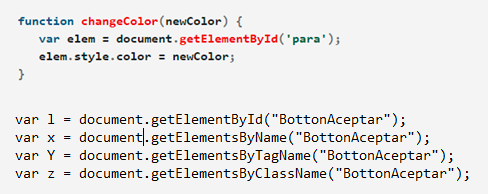 function changeColor(newColor) {
var elem = document.getElementById('para');
elem.style.color = newColor;
}
var l = document.getElementById("BottonAceptar");
var x = document.getElementsByName("BottonAceptar");
var Y = document.getElementsByTagName("BottonAceptar");
var z = document.getElementsByClassName("BottonAceptar");